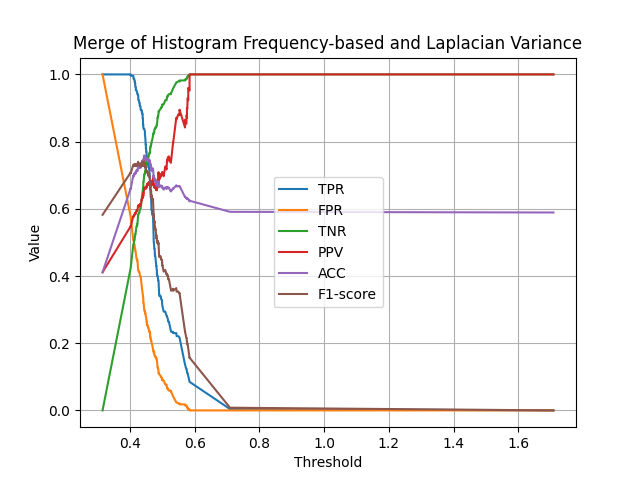 Merge of Histogram Frequency-based and Laplacian Variance
1.0
0.8
0.6
0.4
0.2
0.0
Value
TPR
FPR
TNR
PPV
ACC
F1-score
0.4 0.6 0.8 1.0 1.2 1.4 1.6
Threshold